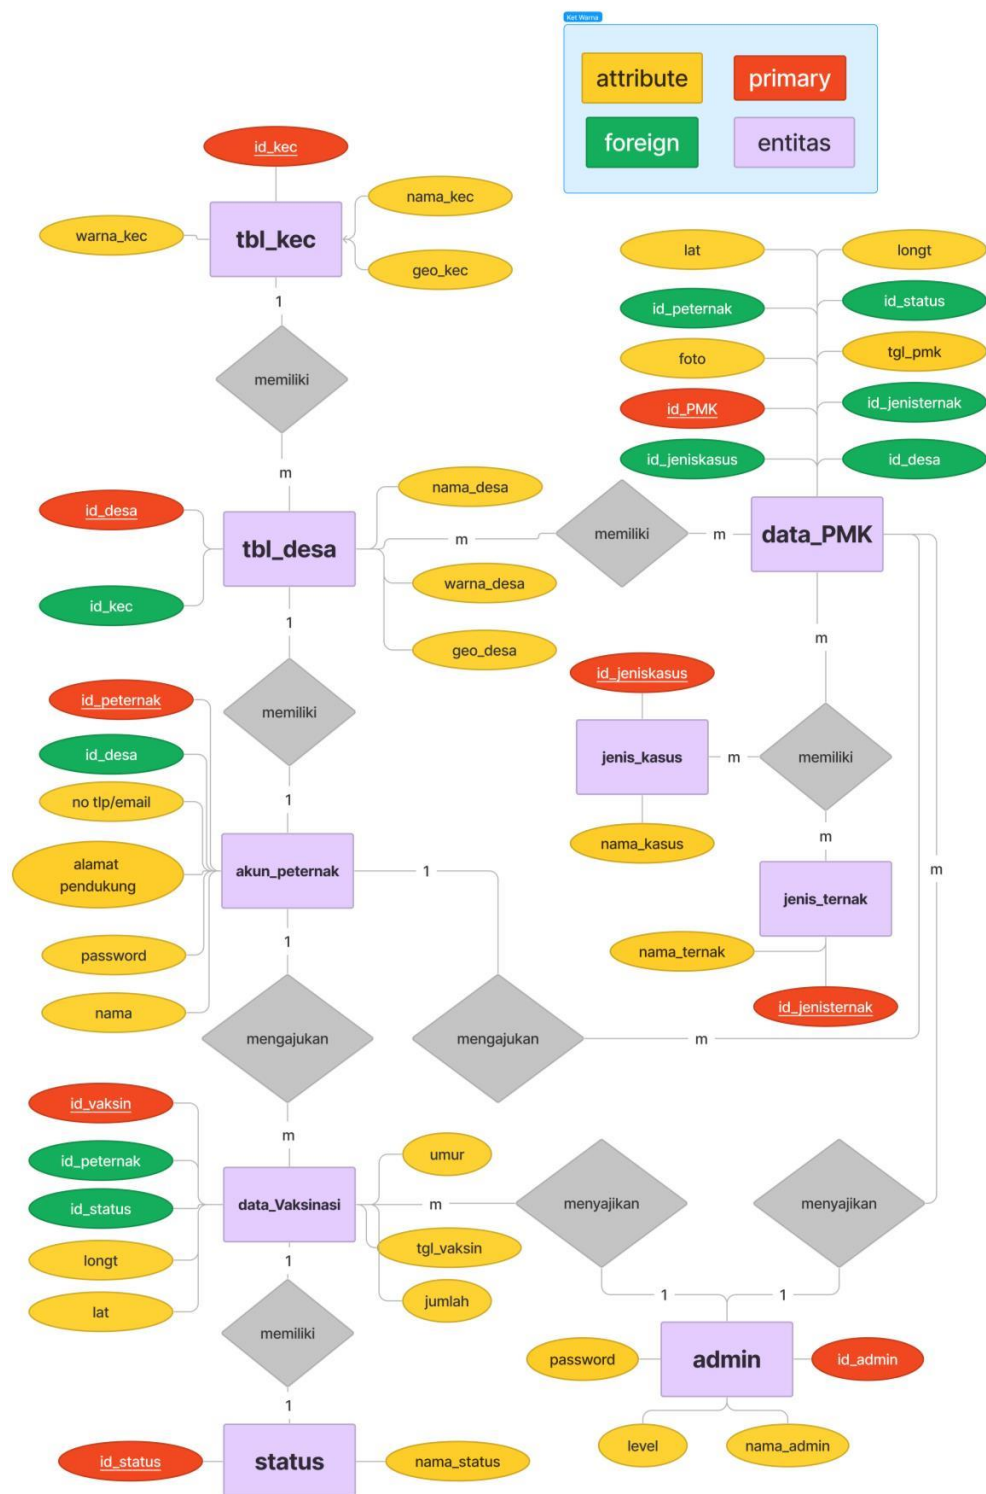 Ket Warna
attribute
primary
foreign
entitas
id_kec
nama_kec
warna_kec
tbl_kec
geo_kec
1
memiliki
m
lat
longt
id_peternak
id_status
foto
tgl_pmk
id_PMK
id_jenisternak
id_jeniskasus
id_desa
id_desa
nama_desa
tbl_desa
m
memiliki
m
data_PMK
warna_desa
id_kec
geo_desa
1
memiliki
1
m
id_jeniskasus
jenis_kasus
m
memiliki
nama_kasus
m
jenis_ternak
nama_ternak
id_jenisternak
id_peternak
id_desa
no tlp/email
alamat
pendukung
akun_peternak
1
m
password
nama
1
mengajukan
mengajukan
m
m
id_vaksin
id_peternak
id_status
longt
lat
data_Vaksinasi
umur
m
tgl_vaksin
jumlah
menyajikan
menyajikan
1
1
1
memiliki
1
password
admin
id_admin
level
nama_admin
id_status
status
nama_status